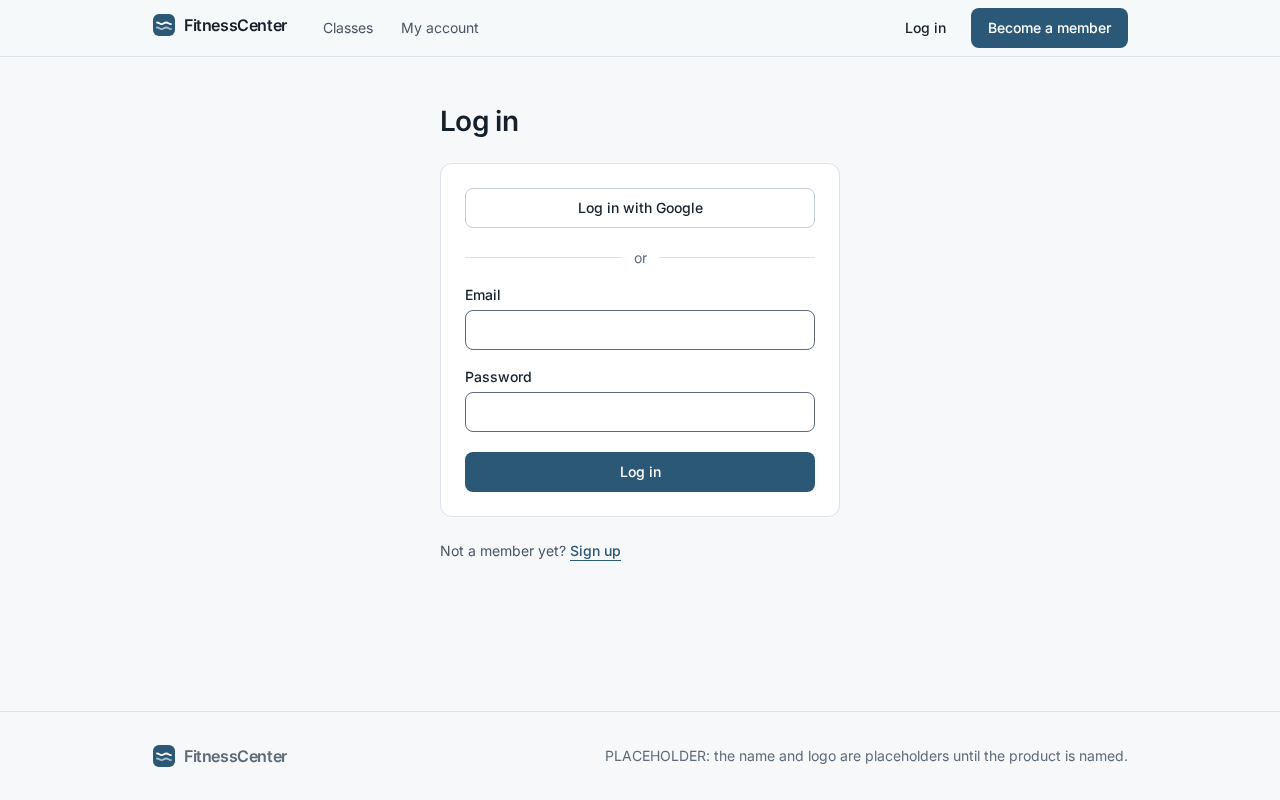 FitnessCenter
Classes
My account
Log in
Become a member
Log in
Log in with Google
or
Email
Password
Log in
Not a member yet? Sign up
FitnessCenter
PLACEHOLDER: the name and logo are placeholders until the product is named.